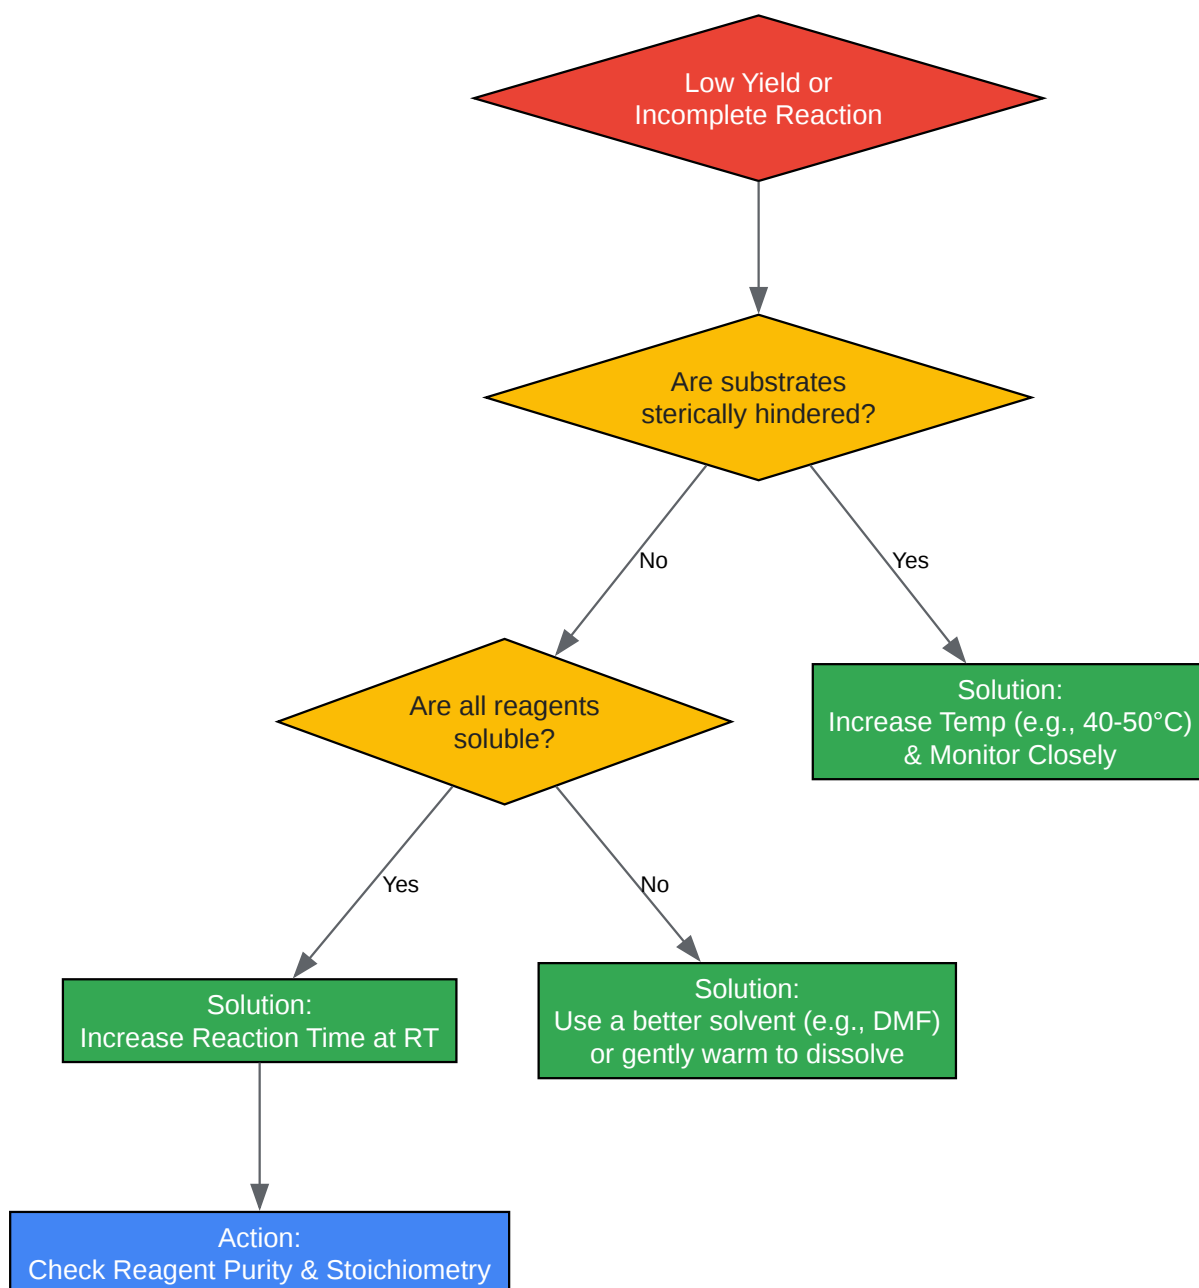 Low Yield or
Incomplete Reaction
Are substrates
sterically hindered?
No
Yes
Are all reagents
soluble?
Solution:
Increase Temp (e.g., 40-50°C)
& Monitor Closely
Yes
No
Solution:
Increase Reaction Time at RT
Solution:
Use a better solvent (e.g., DMF)
or gently warm to dissolve
Action:
Check Reagent Purity & Stoichiometry